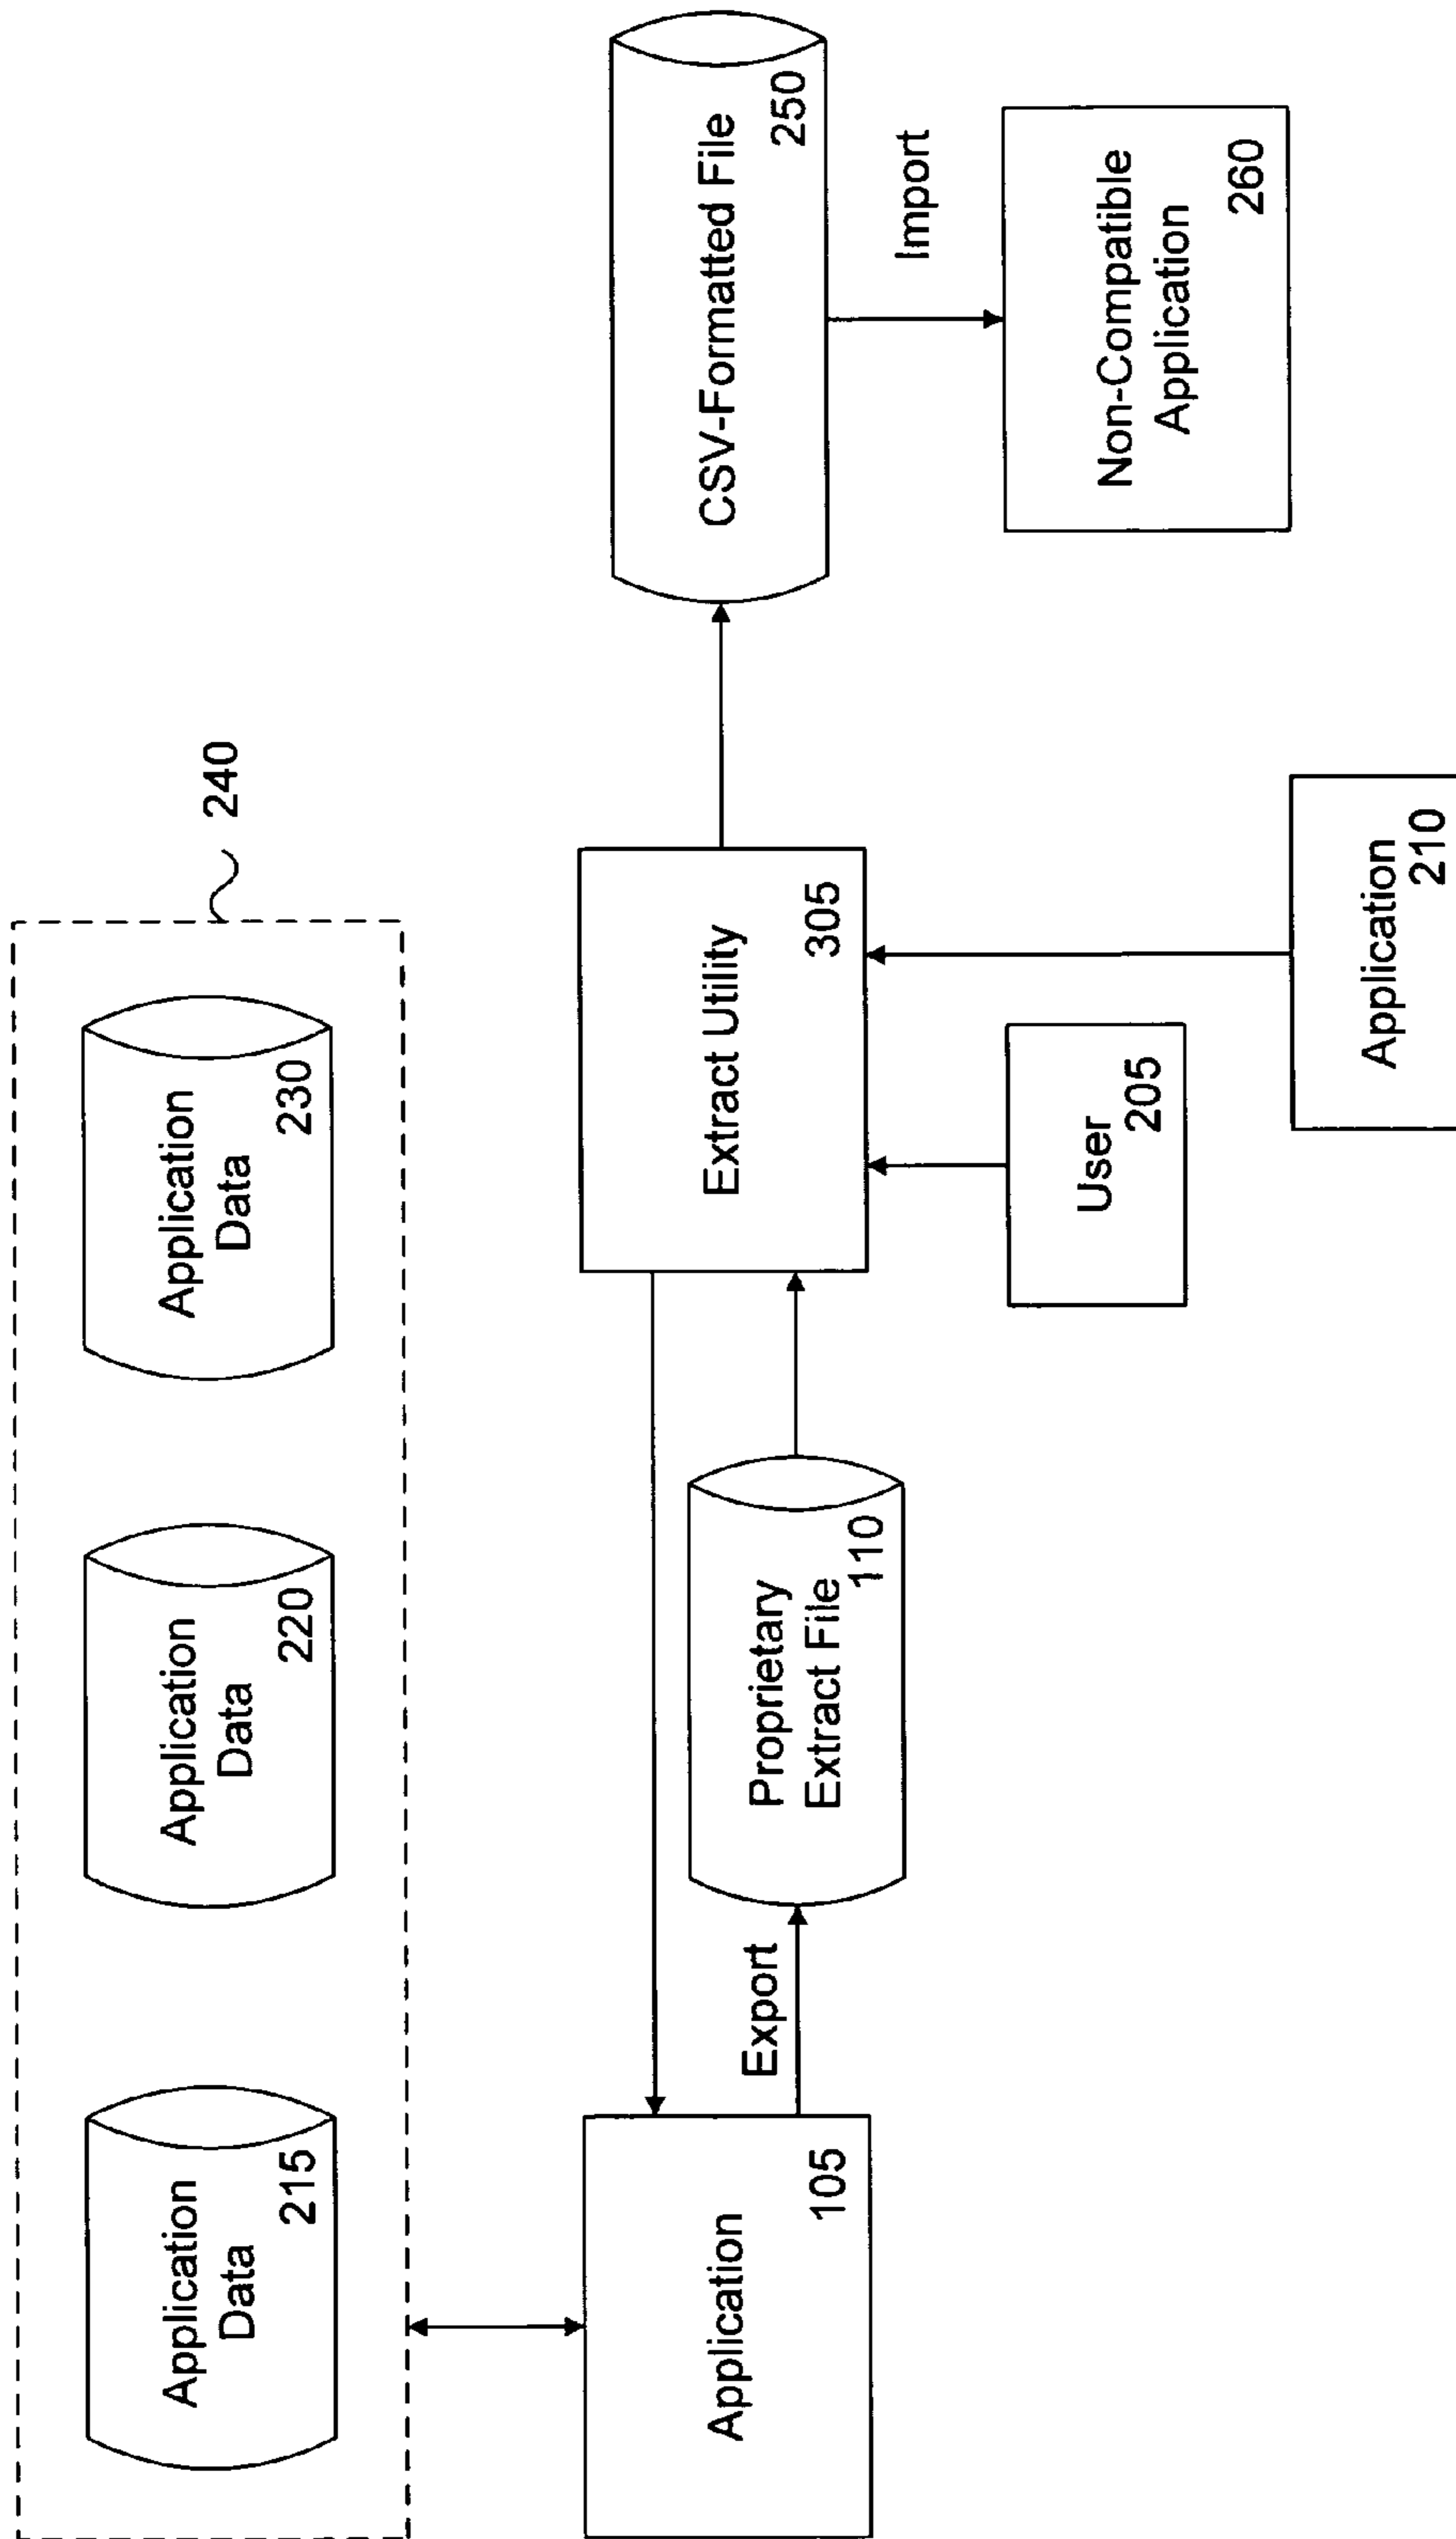 Application
Data
215
Application
Data
220
Application
Data
230
240
Application
105
Export
Proprietary
Extract File
110
Extract Utility
305
CSV-Formatted File
250
Import
User
205
Application
210
Non-Compatible
Application
260